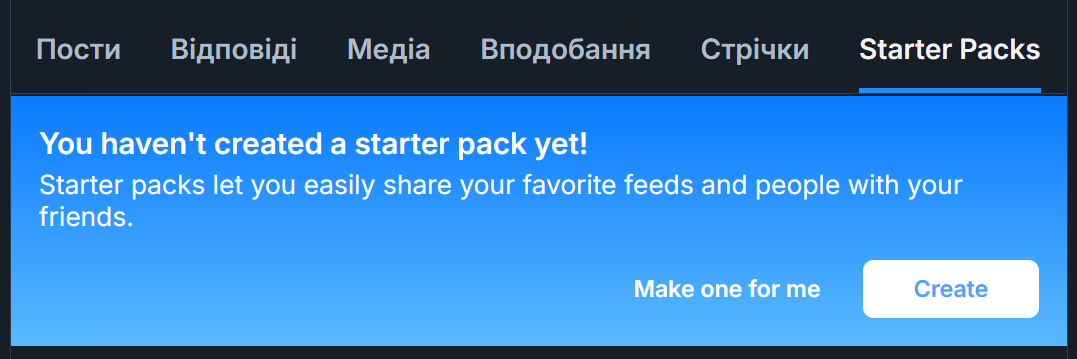 Пости Відповіді Медіа Вподобання Стрічки Starter Packs
You haven't created a starter pack yet!
Starter packs let you easily share your favorite feeds and people with your
friends.
Make one for me Create